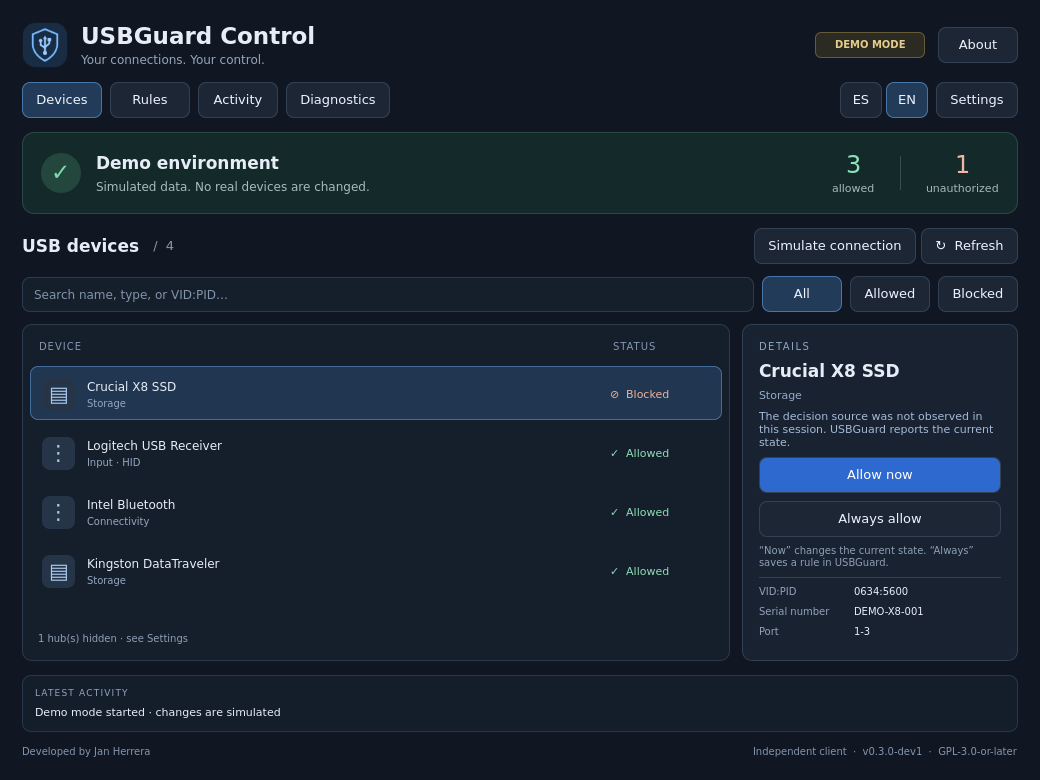 USBGuard Control
Your connections. Your control.
DEMO MODE
About
Devices
Rules
Activity
Diagnostics
ES
EN
Settings
Demo environment
Simulated data. No real devices are changed.
3
allowed
1
unauthorized
USB devices / 4
Simulate connection
Refresh
Search name, type, or VID:PID…
All
Allowed
Blocked
DEVICE
STATUS
Crucial X8 SSD
Storage
Blocked
Logitech USB Receiver
Input · HID
Allowed
Intel Bluetooth
Connectivity
Allowed
Kingston DataTraveler
Storage
Allowed
1 hub(s) hidden · see Settings
DETAILS
Crucial X8 SSD
Storage
The decision source was not observed in
this session. USBGuard reports the current
state.
Allow now
Always allow
“Now” changes the current state. “Always”
saves a rule in USBGuard.
VID:PID 0634:5600
Serial number DEMO-X8-001
Port 1-3
LATEST ACTIVITY
Demo mode started · changes are simulated
Developed by Jan Herrera
Independent client · v0.3.0-dev1 · GPL-3.0-or-later